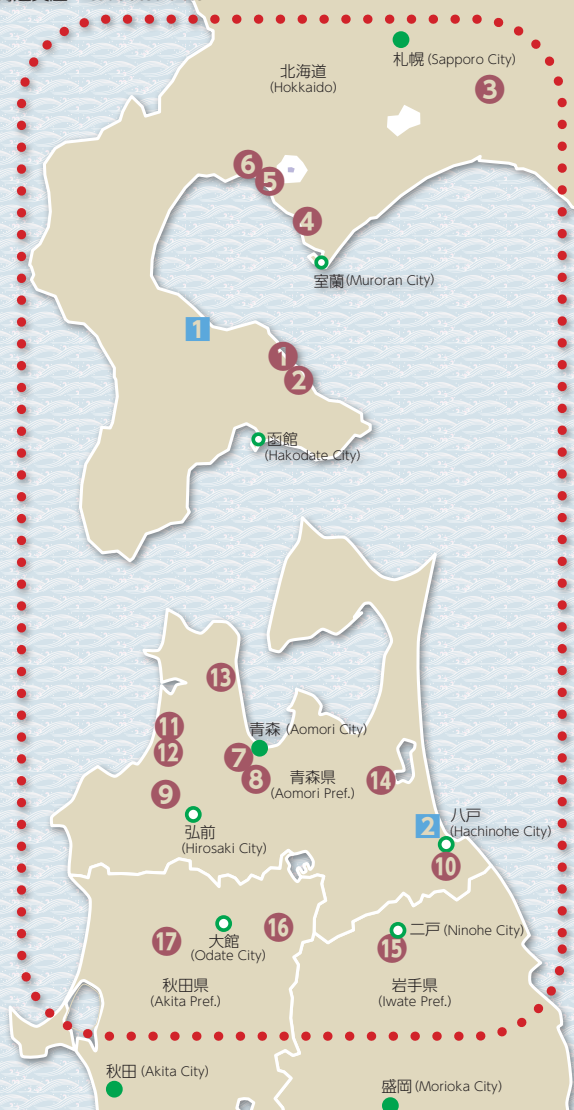 札幌 (Sapporo City)
北海道
(Hokkaido)
3
6
5
4
室蘭 (Muroran City)
1
1
2
函館
(Hakodate City)
13
11
12
青森 (Aomori City)
7
8
青森県
(Aomori Pref.)
14
9
弘前
(Hirosaki City)
2
八戸
(Hachinohe City)
10
16
17
大館
(Odate City)
二戸 (Ninohe City)
15
秋田県
(Akita Pref.)
岩手県
(Iwate Pref.)
秋田 (Akita City)
盛岡 (Morioka City)